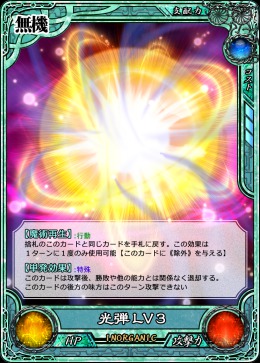 支配力
無機
コスト
【魔術再生】:行動
捨札のこのカードと同じカードを手札に戻す。この効果は
1ターンに1度のみ使用可能【このカードに《除外》を与える】
【単発効果】:特殊
このカードは攻撃後、勝敗や他の能力とは関係なく退却する。
このカードの後方の味方はこのターン攻撃できない
光弾LV3
HP
INORGANIC
攻撃力